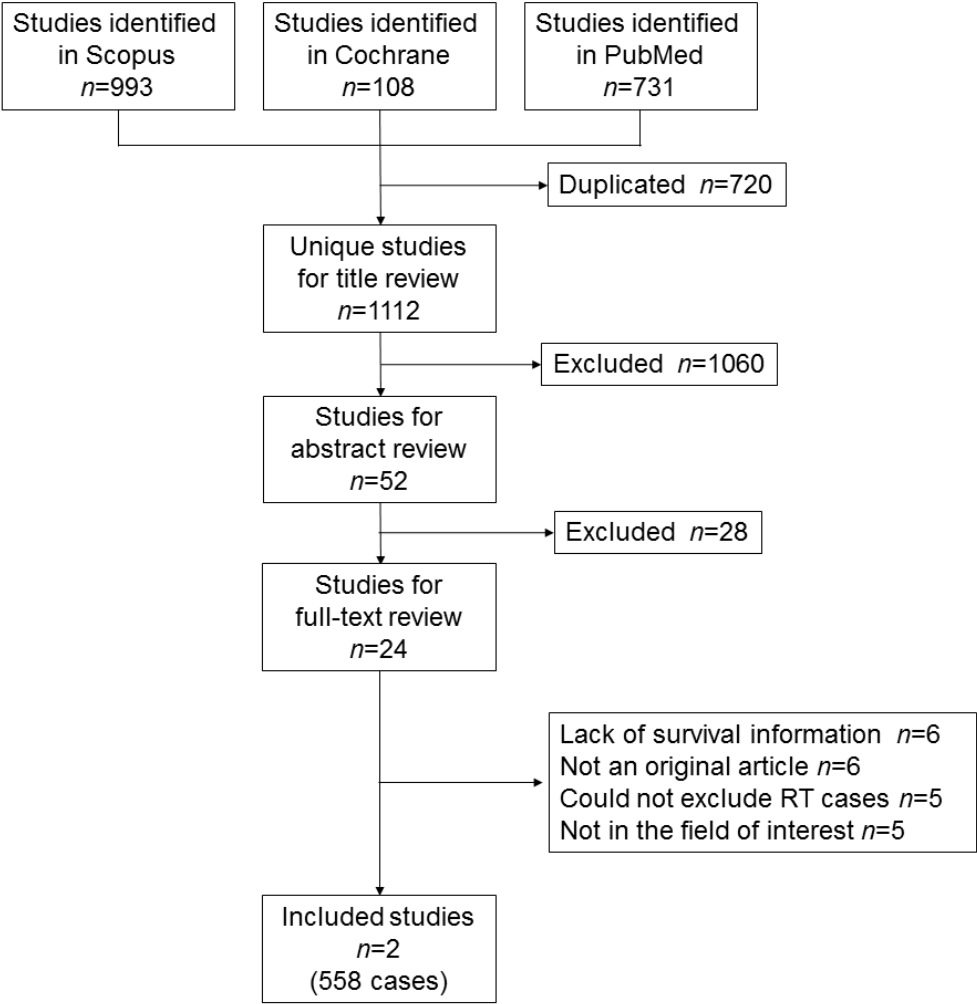 Studies identified
in Scopus
n=993
Studies identified
in Cochrane
n=108
Studies identified
in PubMed
n=731
Duplicated n=720
Unique studies
for title review
n=1112
Excluded n=1060
Studies for
abstract review
n=52
Excluded n=28
Studies for
full-text review
n=24
Lack of survival information n=6
Not an original article n=6
Could not exclude RT cases n=5
Not in the field of interest n=5
Included studies
n=2
(558 cases)